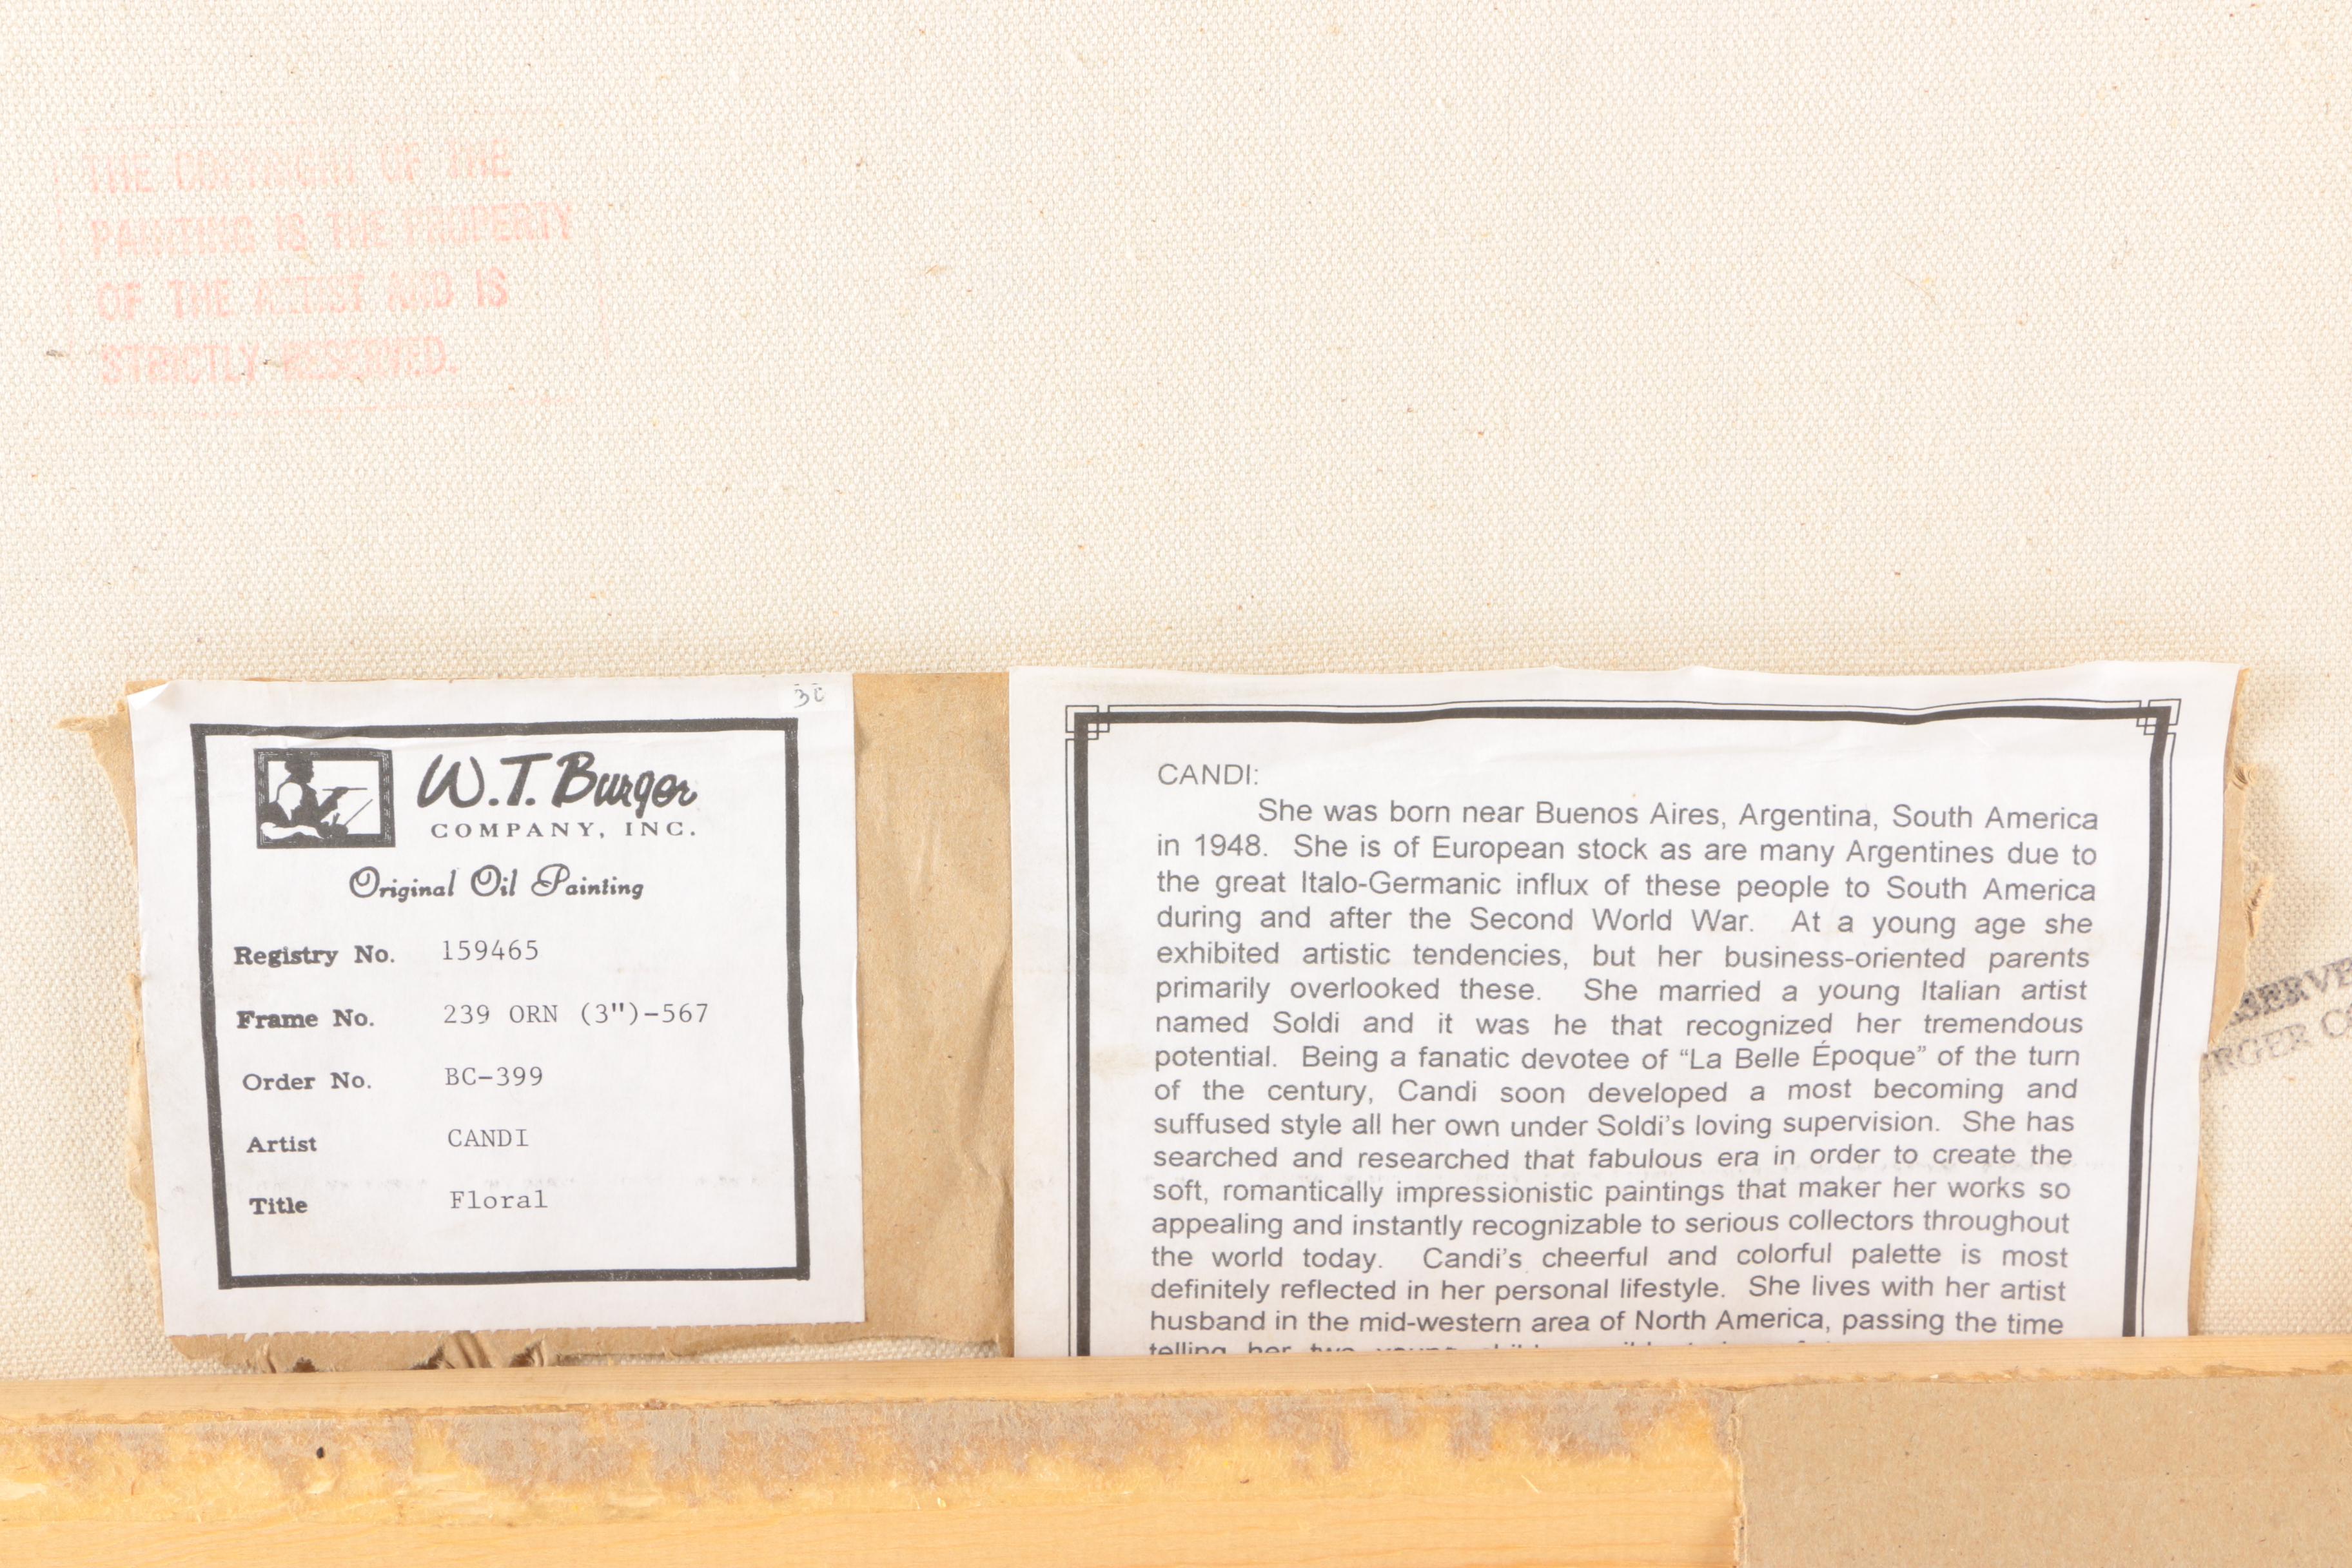 THE COPYRIGHT OF THE
PAINTING IS THE PROPERTY
OF THE ARTIST AND IS
STRICTLY RESERVED.
W.T. Burger
COMPANY, INC.
Original Oil Painting
Registry No. 159465
Frame No. 239 ORN (3")-567
Order No. BC-399
Artist CANDI
Title Floral
CANDI:
She was born near Buenos Aires, Argentina, South America
in 1948. She is of European stock as are many Argentines due to
the great Italo-Germanic influx of these people to South America
during and after the Second World War. At a young age she
exhibited artistic tendencies, but her business-oriented parents
primarily overlooked these. She married a young Italian artist
named Soldi and it was he that recognized her tremendous
potential. Being a fanatic devotee of “La Belle Époque” of the turn
of the century, Candi soon developed a most becoming and
suffused style all her own under Soldi’s loving supervision. She has
searched and researched that fabulous era in order to create the
soft, romantically impressionistic paintings that maker her works so
appealing and instantly recognizable to serious collectors throughout
the world today. Candi’s cheerful and colorful palette is most
definitely reflected in her personal lifestyle. She lives with her artist
husband in the mid-western area of North America, passing the time
telling her two young